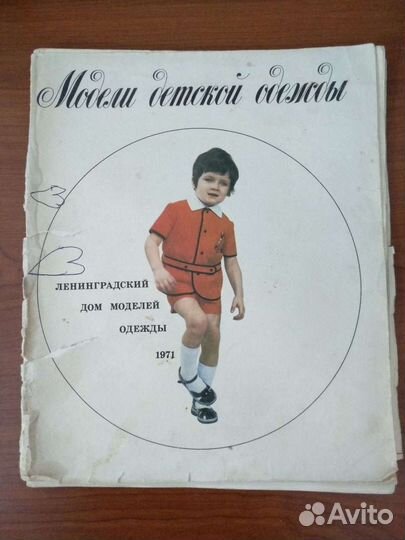 Модели детской одежды
ЛЕНИНГРАДСКИЙ
ДОМ МОДЕЛЕЙ
ОДЕЖДЫ
1971
Avito